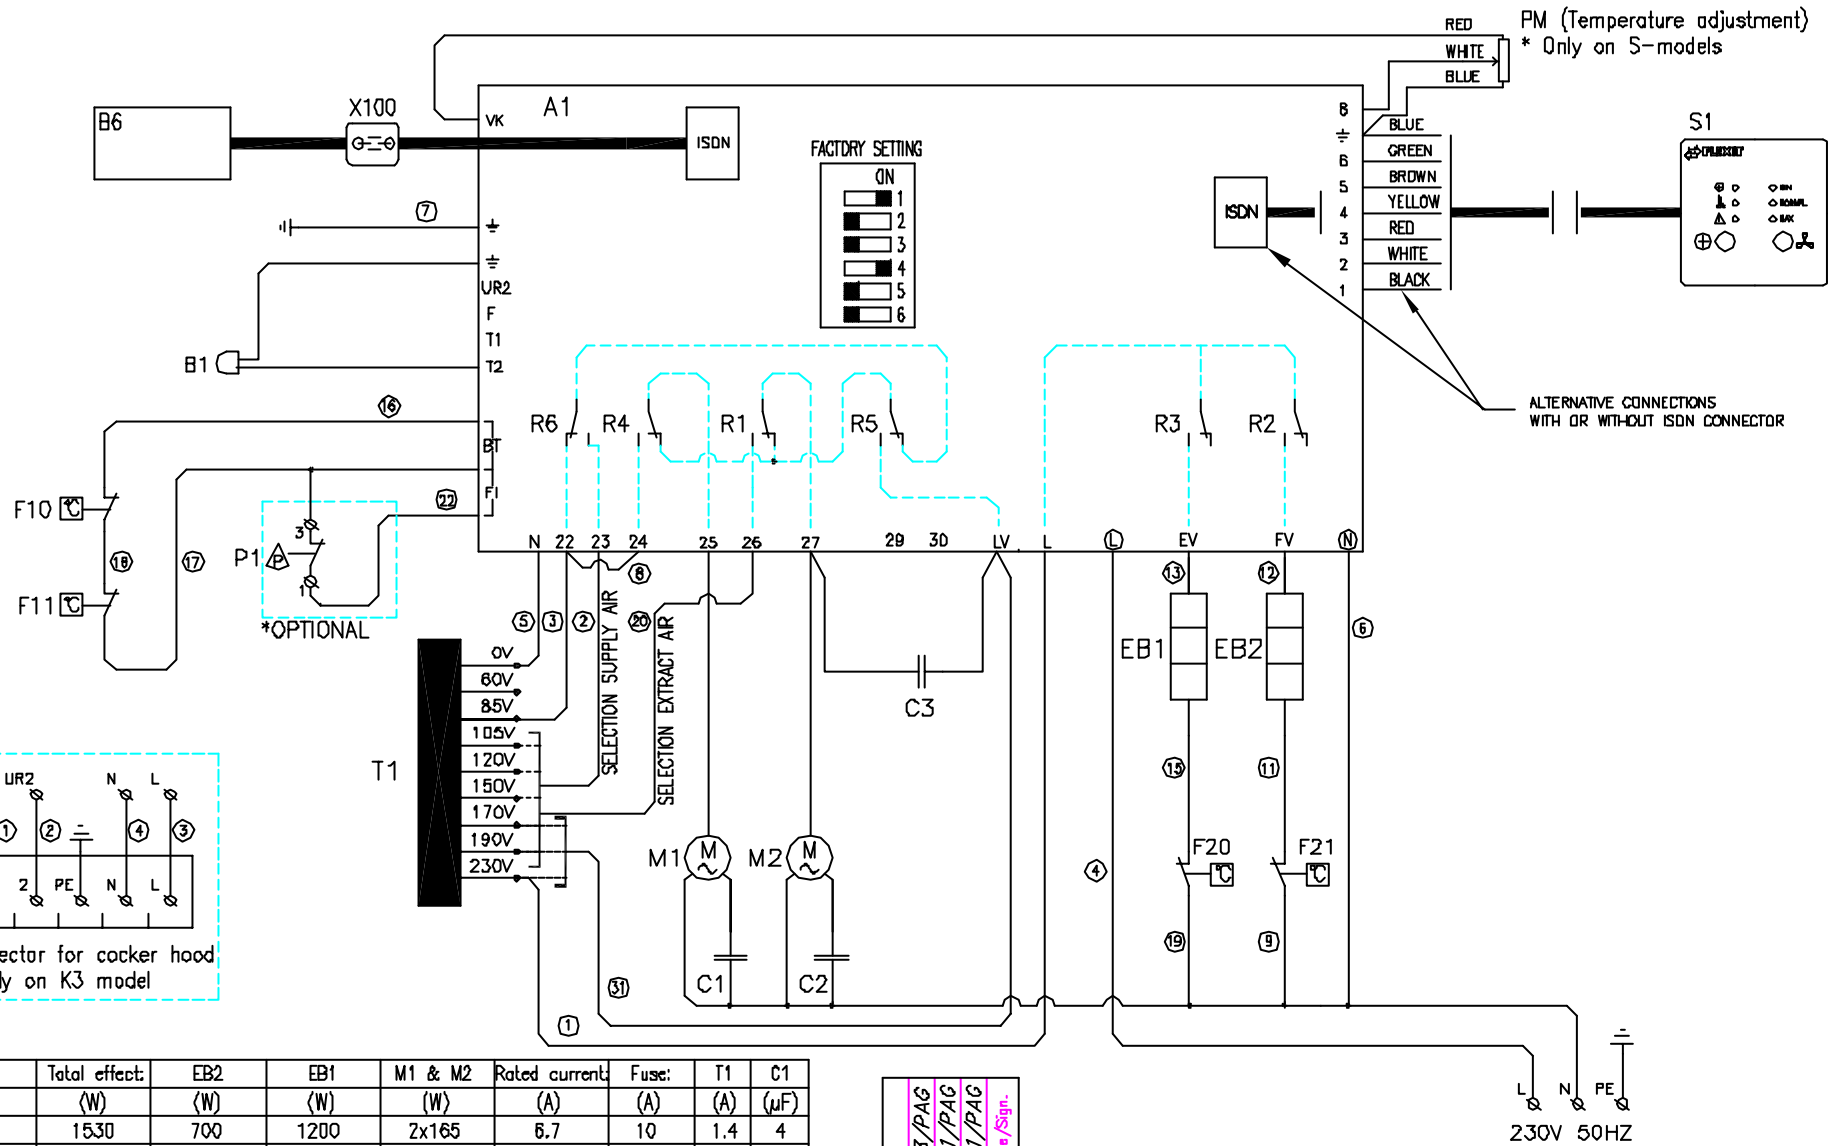 RED
WHITE
BLUE
PM (Temperature adjustment)
* Only on S-models
B6
X100
VK
A1
ISDN
FACTORY SETTING
ON
1
2
3
4
5
6
8
6
5
4
3
2
1
BLUE
GREEN
BROWN
YELLOW
RED
WHITE
BLACK
ISDN
S1
7
UR2
F
T1
T2
B1
ALTERNATIVE CONNECTIONS
WITH OR WITHOUT ISDN CONNECTOR
16
BT
FI
22
R6
R4
R1
R5
R3
R2
F10
°C
18
17
P1
3
P
1
F11
°C
*OPTIONAL
N 22 23 24 25 26 27 29 30 LV L L EV FV N
8
13
12
5
3
2
20
6
SELECTION SUPPLY AIR
SELECTION EXTRACT AIR
0V
60V
85V
105V
120V
150V
170V
190V
230V
T1
EB1
EB2
C3
15
11
M1
M
M2
M
F20
°C
F21
°C
4
19
9
C1
C2
31
1
UR2
N
L
1
2
4
3
2
PE
N
L
ector for cocker hood
ly on K3 model
L
N
PE
230V 50HZ
Total effect: EB2 EB1 M1 & M2 Rated current: Fuse: T1 C1
(W) (W) (W) (W) (A) (A) (A) (µF)
1530 700 1200 2x165 6.7 10 1.4 4
3/PAG
1/PAG
1/PAG
e/Sign.